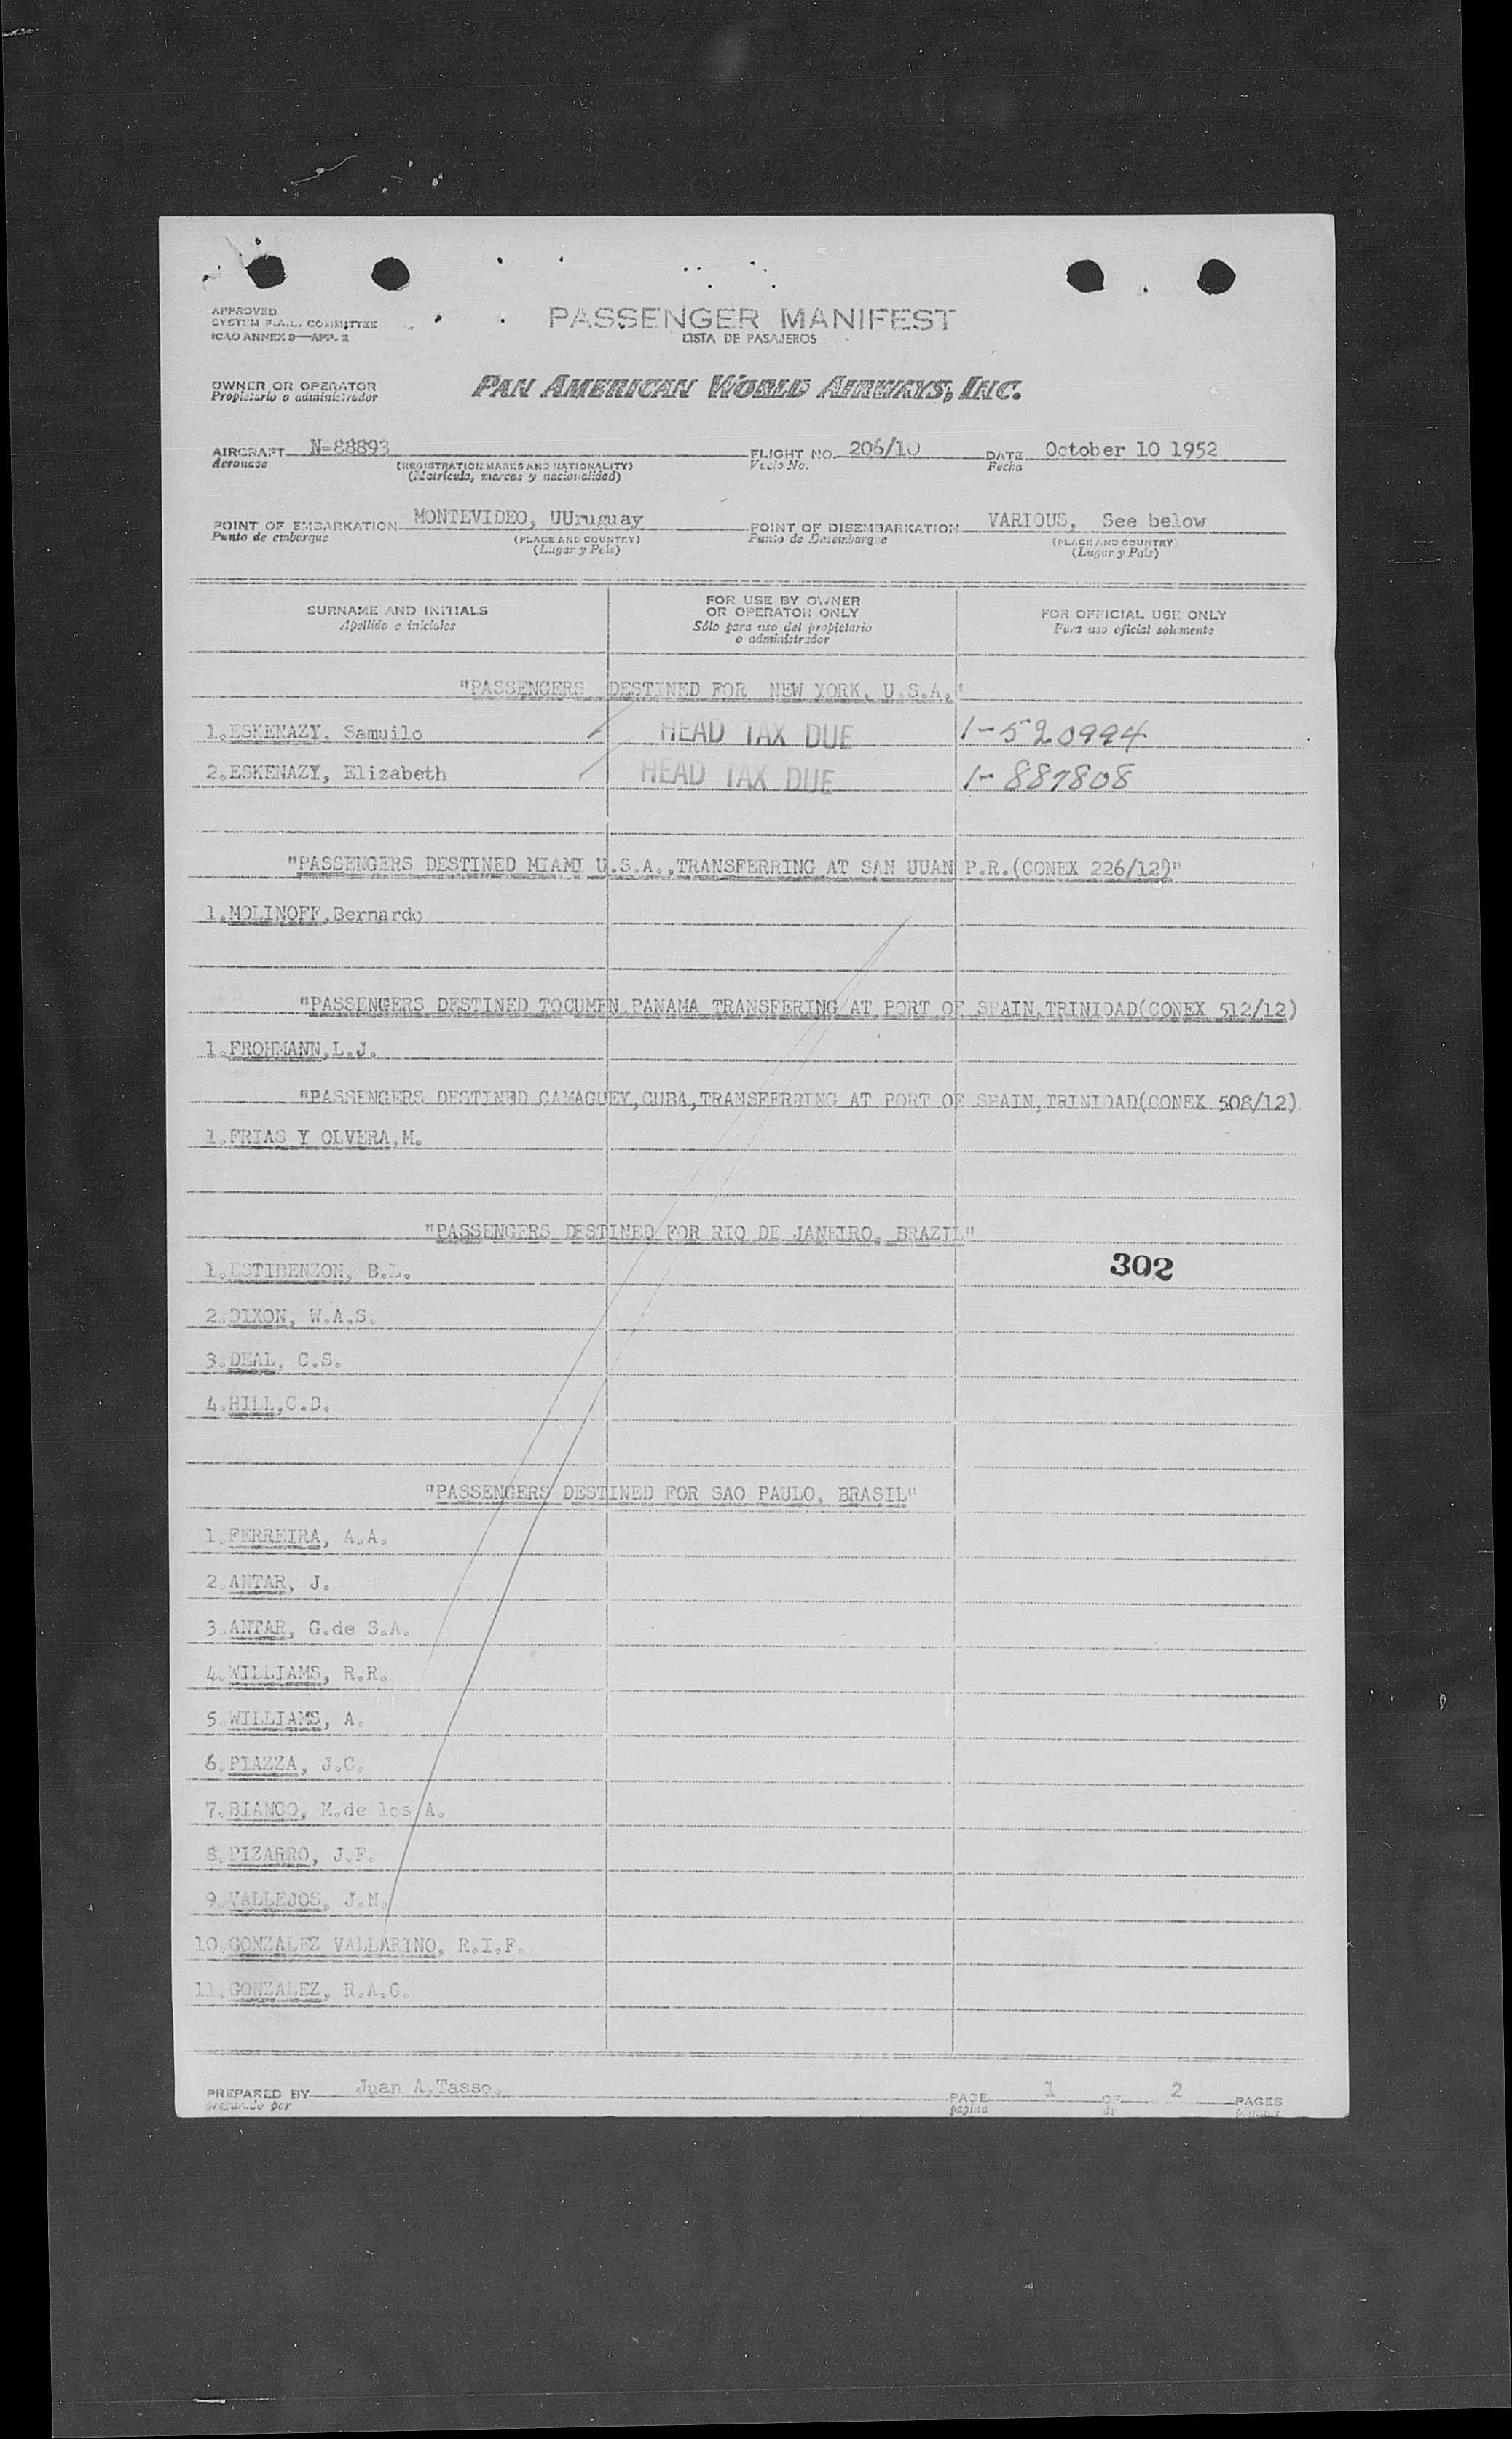 APPROVED
SYSTEM F.A.L. COMMITTEE
ICAO ANNEX 9—APP. 2
PASSENGER MANIFEST
LISTA DE PASAJEROS
OWNER OR OPERATOR
Propietario o administrador
PAN AMERICAN WORLD AIRWAYS, INC.
AIRCRAFT N-88893 FLIGHT NO. 206/10 DATE October 10 1952
Aeronave (REGISTRATION MARKS AND NATIONALITY) Vuelo No. Fecha
(Matrícula, marcas y nacionalidad)
POINT OF EMBARKATION MONTEVIDEO, UUruguay POINT OF DISEMBARKATION VARIOUS, See below
Punto de embarque (PLACE AND COUNTRY) Punto de Desembarque (PLACE AND COUNTRY)
(Lugar y País) (Lugar y País)
SURNAME AND INITIALS FOR USE BY OWNER OR OPERATOR ONLY FOR OFFICIAL USE ONLY
Apellido e iniciales Sólo para uso del propietario o administrador Para uso oficial solamente
"PASSENGERS DESTINED FOR NEW YORK, U.S.A."
1.ESKENAZY, Samuilo HEAD TAX DUE 1-520994
2.ESKENAZY, Elizabeth HEAD TAX DUE 1-887808
"PASSENGERS DESTINED MIAMI U.S.A.,TRANSFERRING AT SAN UUAN P.R.(CONEX 226/12)"
1.MOLINOFF,Bernardo
"PASSENGERS DESTINED TOCUMEN,PANAMA TRANSFERING AT PORT OF SPAIN,TRINIDAD(CONEX 512/12)
1.FROHMANN,L.J.
"PASSENGERS DESTINED CAMAGUEY,CUBA,TRANSFERRING AT PORT OF SPAIN,TRINIDAD(CONEX 508/12)
1.FRIAS Y OLVERA,M.
"PASSENGERS DESTINED FOR RIO DE JANEIRO, BRAZIL"
1.ESTIBENZON, B.L. 302
2.DIXON, W.A.S.
3.DEAL, C.S.
4.HILL,C.D.
"PASSENGERS DESTINED FOR SAO PAULO, BRASIL"
1.FERREIRA, A.A.
2.ANTAR, J.
3.ANTAR, G.de S.A.
4.WILLIAMS, R.R.
5.WILLIAMS, A.
6.PIAZZA, J.C.
7.BIANCO, M.de los A.
8.PIZARRO, J.F.
9.VALLEJOS, J.N.
10.GONZALEZ VALLARINO, R.I.F.
11.GONZALEZ, R.A.G.
PREPARED BY Juan A.Tasso. PAGE 1 OF 2 PAGES
preparado por página de páginas